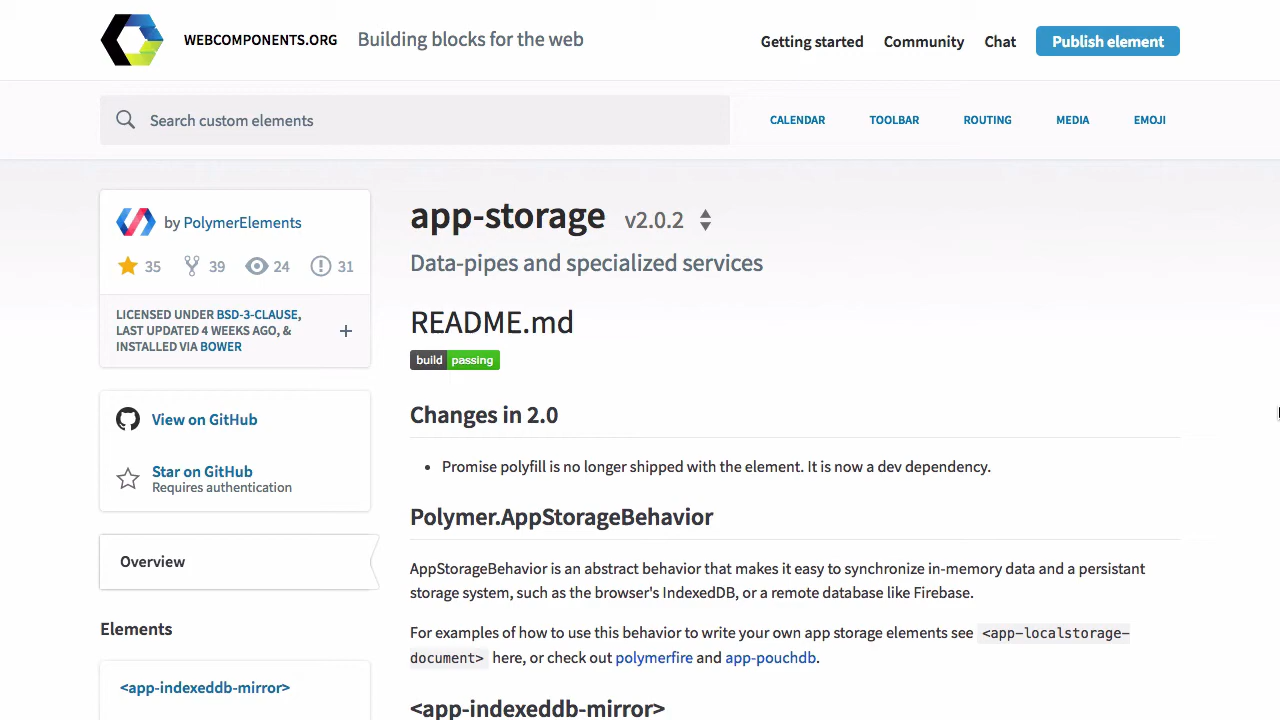 WEBCOMPONENTS.ORG Building blocks for the web Getting started Community Chat Publish element
Search custom elements CALENDAR TOOLBAR ROUTING MEDIA EMOJI
by PolymerElements
35 39 24 31
LICENSED UNDER BSD-3-CLAUSE,
LAST UPDATED 4 WEEKS AGO, &
INSTALLED VIA BOWER
+
View on GitHub
Star on GitHub
Requires authentication
Overview
Elements
<app-indexeddb-mirror>
app-storage v2.0.2
Data-pipes and specialized services
README.md
build passing
Changes in 2.0
• Promise polyfill is no longer shipped with the element. It is now a dev dependency.
Polymer.AppStorageBehavior
AppStorageBehavior is an abstract behavior that makes it easy to synchronize in-memory data and a persistant
storage system, such as the browser's IndexedDB, or a remote database like Firebase.
For examples of how to use this behavior to write your own app storage elements see <app-localstorage-
document> here, or check out polymerfire and app-pouchdb.
<app-indexeddb-mirror>